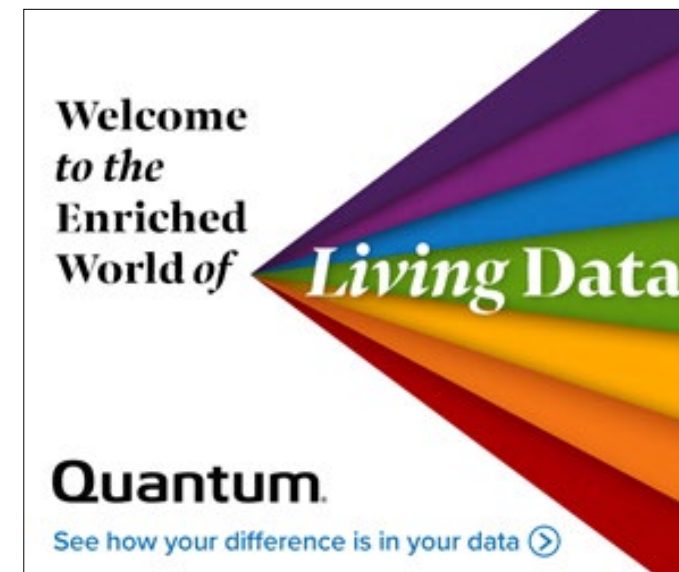 Welcome
to the
Enriched
World of Living Data
Quantum.
See how your difference is in your data